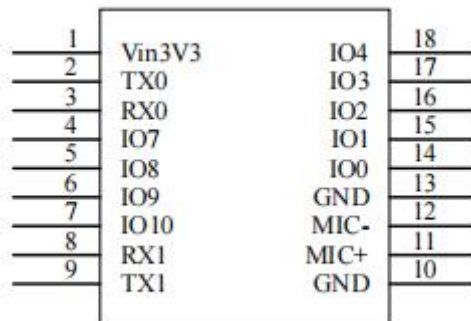 1 Vin3V3 IO4 18
2 TX0 IO3 17
3 RX0 IO2 16
4 IO7 IO1 15
5 IO8 IO0 14
6 IO9 GND 13
7 IO10 MIC- 12
8 RX1 MIC+ 11
9 TX1 GND 10